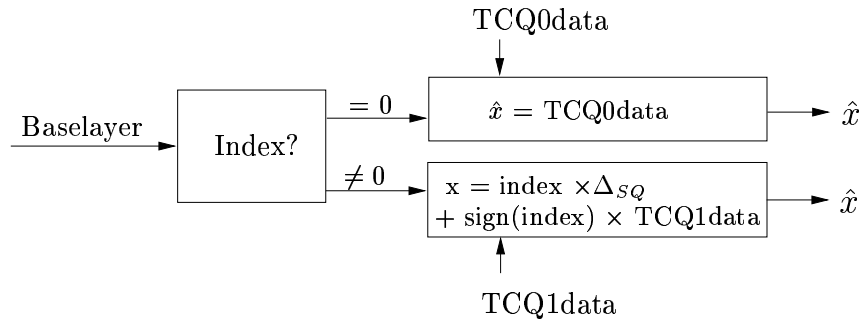 TCQ0data
= 0
x̂ = TCQ0data
x̂
Baselayer
Index?
≠ 0
x = index ×Δ_SQ
+ sign(index) × TCQ1data
x̂
TCQ1data